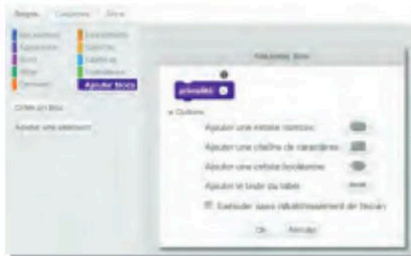 Scripts Costumes Sons
Mouvement Événements
Apparence Contrôle
Sons Capteurs
Stylo Opérateurs
Données Ajouter blocs
Créer un bloc
Ajouter une extension
Nouveau bloc
primalité
Options
Ajouter une entrée numérique
Ajouter une chaîne de caractères
Ajouter une entrée booléenne
Ajouter le texte du label
Exécuter sans rafraîchissement de l'écran
Ok Annuler